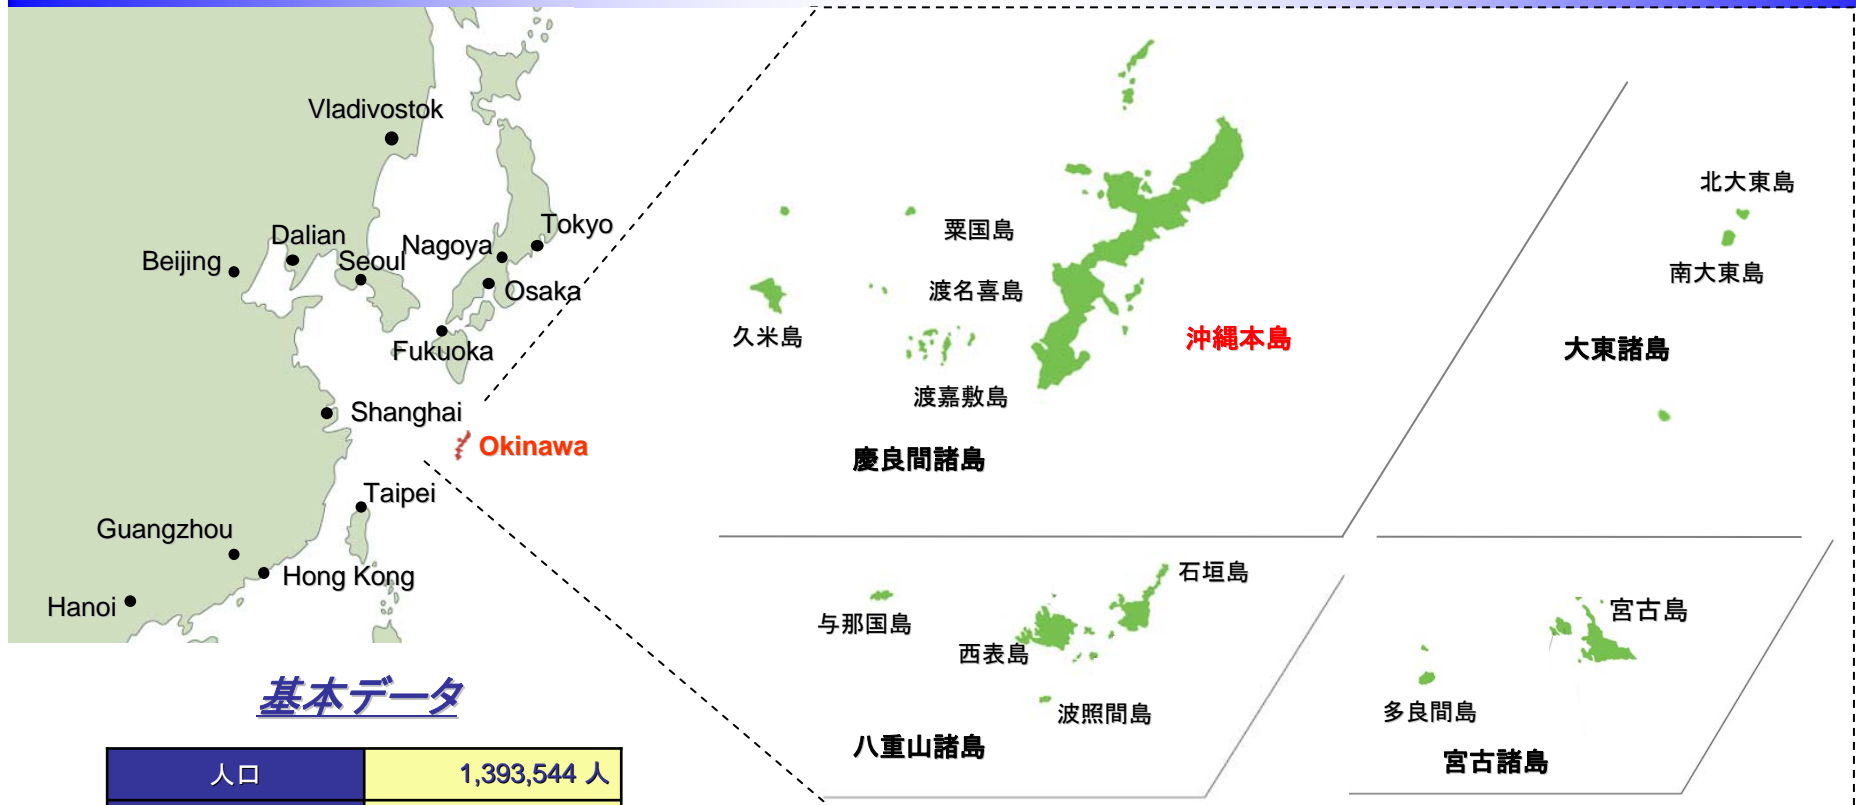 Vladivostok
Tokyo
Dalian
Nagoya
Beijing
Seoul
Osaka
Fukuoka
Shanghai
Okinawa
Taipei
Guangzhou
Hong Kong
Hanoi
北大東島
粟国島
南大東島
渡名喜島
久米島
沖縄本島
大東諸島
渡嘉敷島
慶良間諸島
石垣島
与那国島
宮古島
西表島
波照間島
多良間島
八重山諸島
宮古諸島
基本データ
人口 1,393,544 人